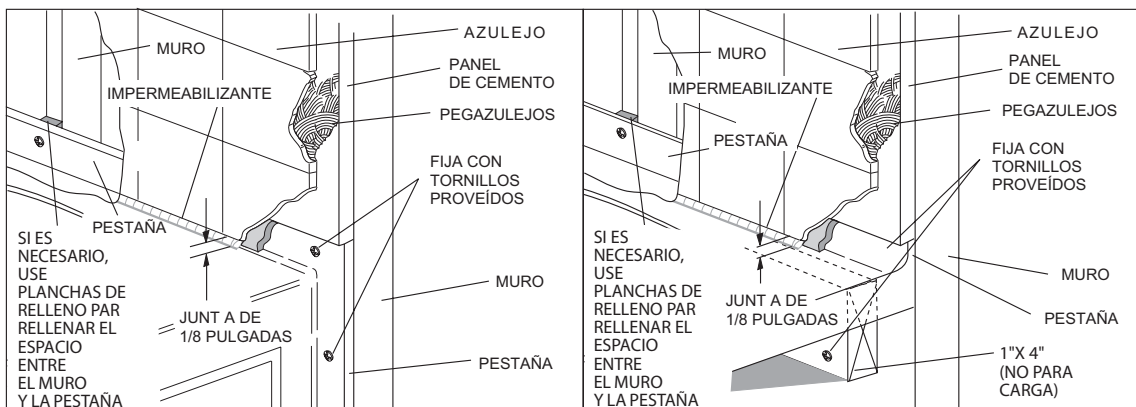 MURO
IMPERMEABILIZANTE
AZULEJO
PANEL
DE CEMENTO
PEGAZULEJOS
FIJA CON
TORNILLOS
PROVEÍDOS
PESTAÑA
SI ES
NECESARIO,
USE
PLANCHAS DE
RELLENO PAR
RELLENAR EL
ESPACIO
ENTRE
EL MURO
Y LA PESTAÑA
JUNT A DE
1/8 PULGADAS
MURO
PESTAÑA
MURO
IMPERMEABILIZANTE
AZULEJO
PANEL
DE CEMENTO
PEGAZULEJOS
PESTAÑA
FIJA CON
TORNILLOS
PROVEÍDOS
SI ES
NECESARIO,
USE
PLANCHAS DE
RELLENO PAR
RELLENAR EL
ESPACIO
ENTRE
EL MURO
Y LA PESTAÑA
JUNT A DE
1/8 PULGADAS
MURO
PESTAÑA
1"X 4"
(NO PARA
CARGA)